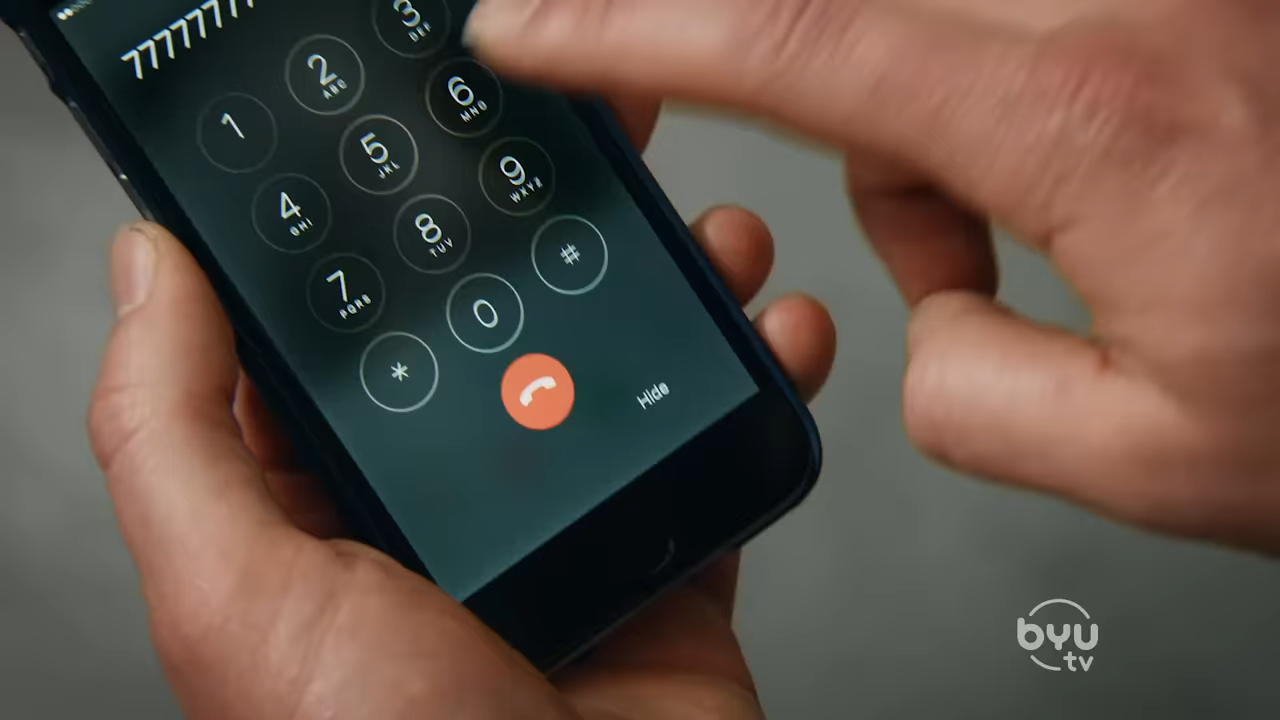 7777777
1
2
ABC
3
DEF
4
GHI
5
JKL
6
MNO
7
PQRS
8
TUV
9
WXYZ
*
0
#
Hide
byu
tv